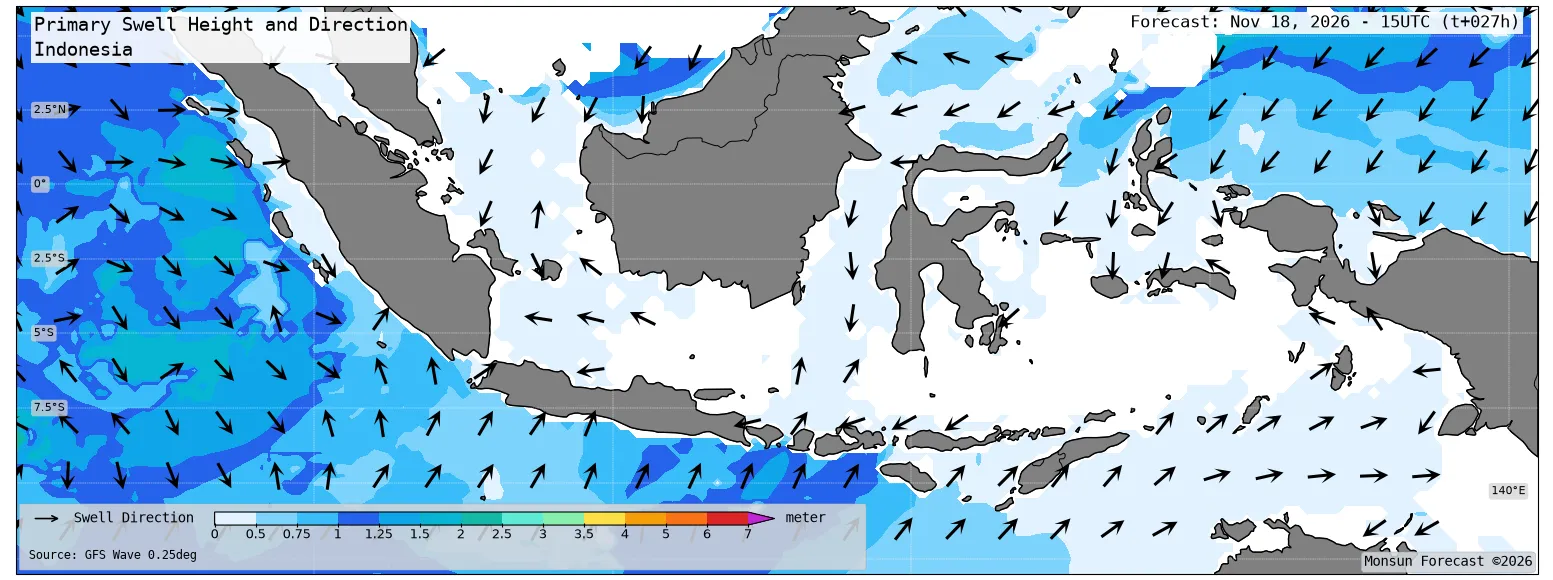 Primary Swell Height and Direction
Indonesia
Forecast: Nov 18, 2026 - 15UTC (t+027h)
2.5°N
0°
2.5°S
5°S
7.5°S
140°E
Swell Direction
0 0.5 0.75 1 1.25 1.5 2 2.5 3 3.5 4 5 6 7 meter
Source: GFS Wave 0.25deg
Monsun Forecast ©2026